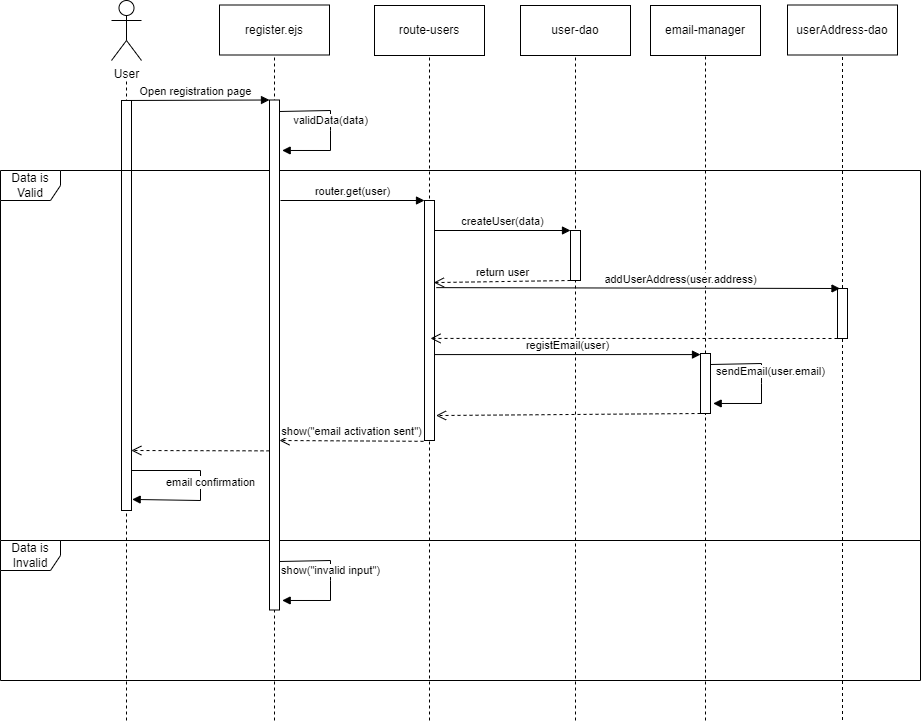 register.ejs
route-users
user-dao
email-manager
userAddress-dao
User
Open registration page
validData(data)
Data is
Valid
router.get(user)
createUser(data)
return user
addUserAddress(user.address)
registEmail(user)
sendEmail(user.email)
show("email activation sent")
email confirmation
Data is
Invalid
show("invalid input")